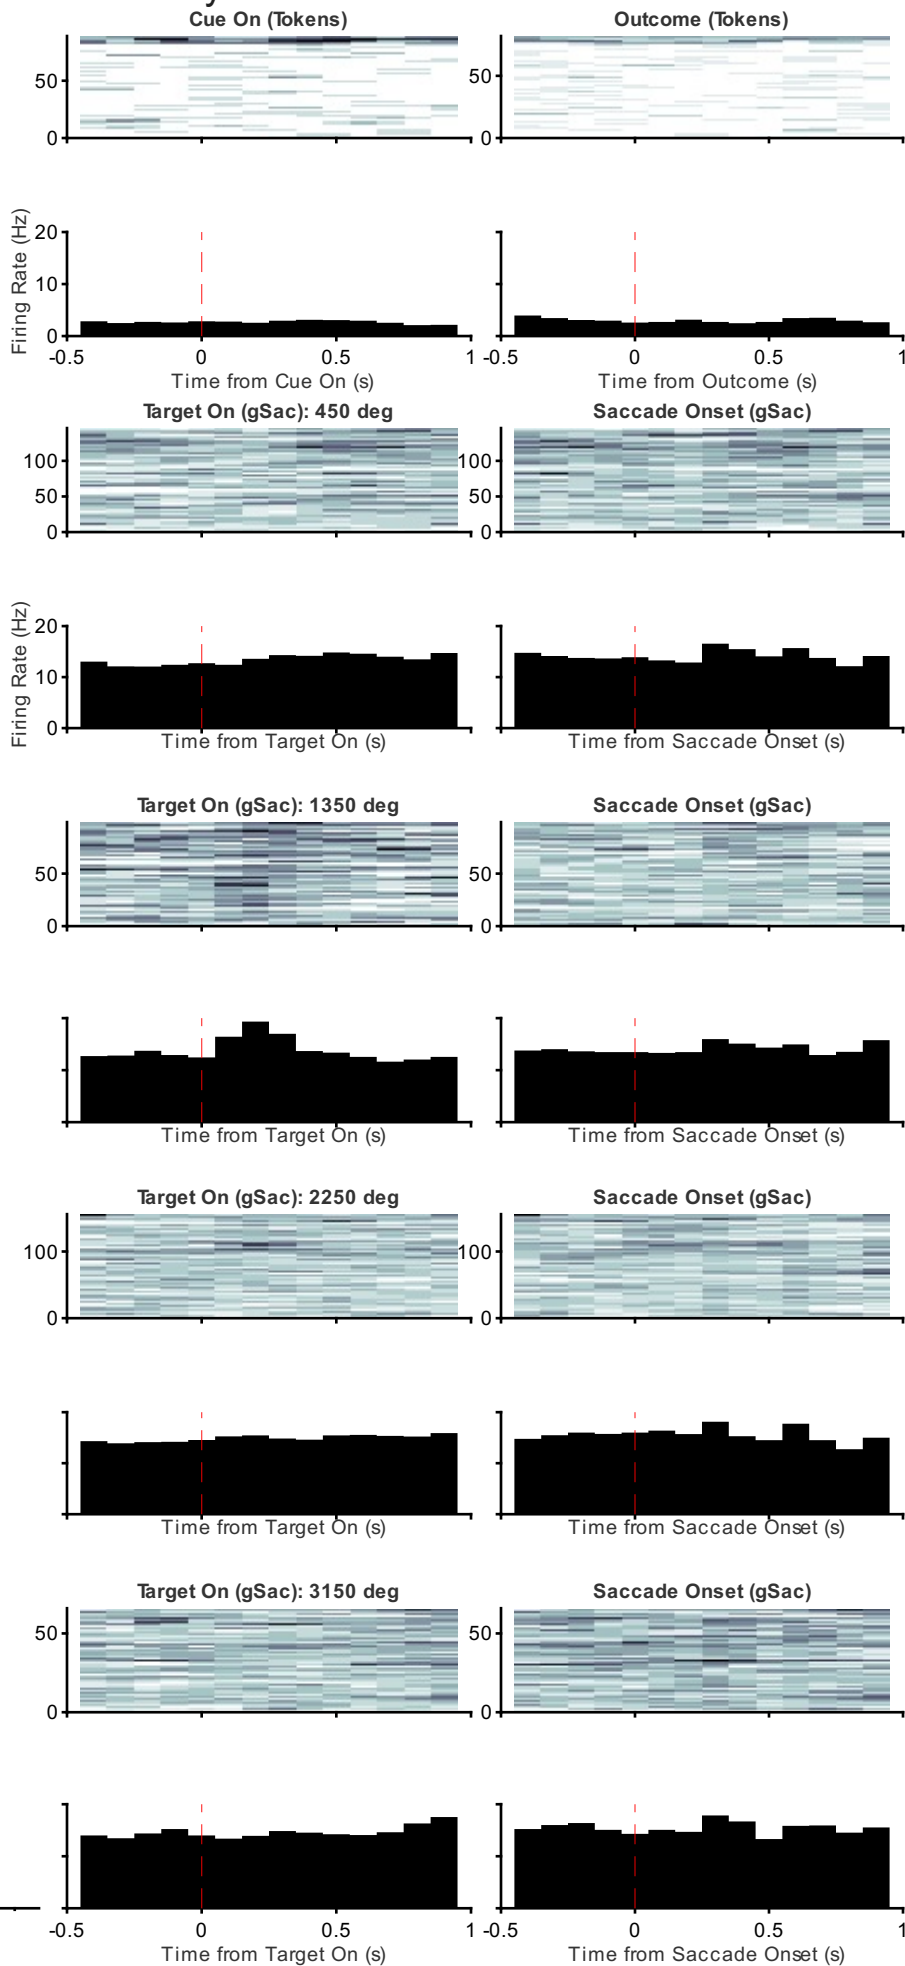 y
Cue On (Tokens) Outcome (Tokens)
50 50
0 0
Firing Rate (Hz)
20
10
0
-0.5 0 0.5 1 -0.5 0 0.5 1
Time from Cue On (s) Time from Outcome (s)
Target On (gSac): 450 deg Saccade Onset (gSac)
100 100
50 50
0 0
Firing Rate (Hz)
20
10
0
Time from Target On (s) Time from Saccade Onset (s)
Target On (gSac): 1350 deg Saccade Onset (gSac)
50 50
0 0
Time from Target On (s) Time from Saccade Onset (s)
Target On (gSac): 2250 deg Saccade Onset (gSac)
100 100
0 0
Time from Target On (s) Time from Saccade Onset (s)
Target On (gSac): 3150 deg Saccade Onset (gSac)
50 50
0 0
-0.5 0 0.5 1 -0.5 0 0.5 1
Time from Target On (s) Time from Saccade Onset (s)